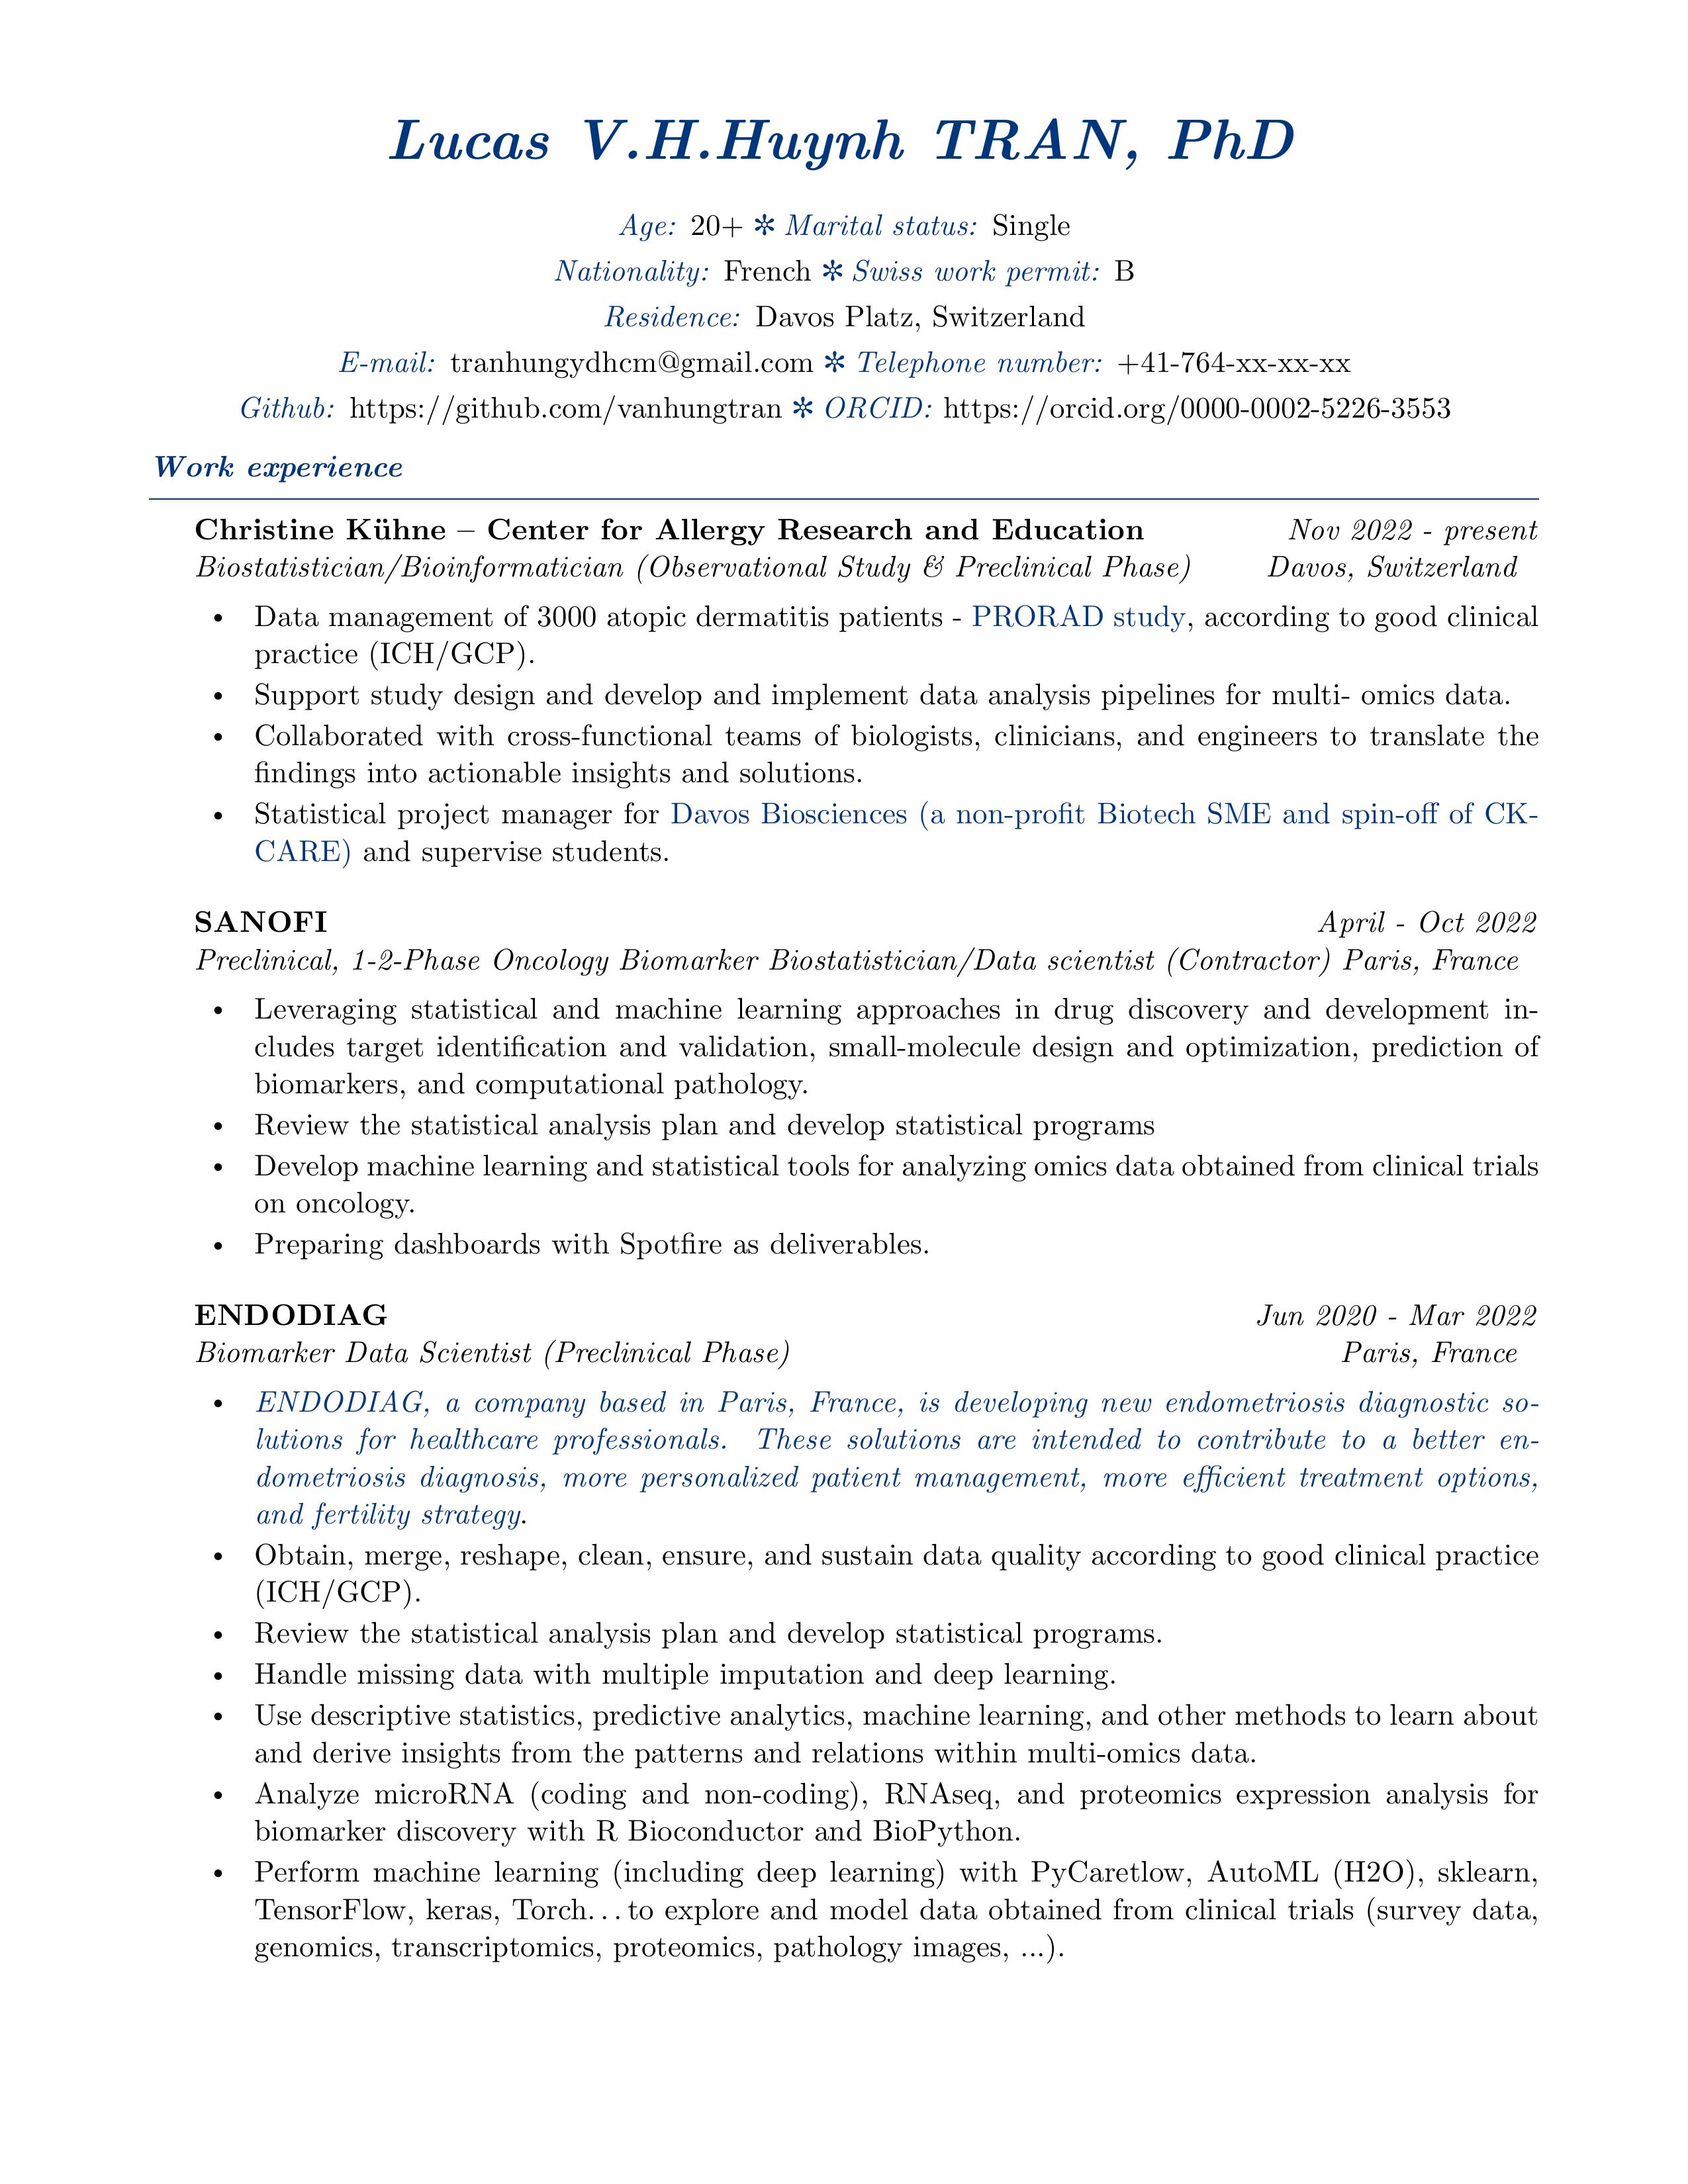 Lucas V.H.Huynh TRAN, PhD
Age: 20+ ✼ Marital status: Single
Nationality: French ✼ Swiss work permit: B
Residence: Davos Platz, Switzerland
E-mail: tranhungydhcm@gmail.com ✼ Telephone number: +41-764-xx-xx-xx
Github: https://github.com/vanhungtran ✼ ORCID: https://orcid.org/0000-0002-5226-3553
Work experience
Christine Kühne – Center for Allergy Research and Education Nov 2022 - present
Biostatistician/Bioinformatician (Observational Study & Preclinical Phase) Davos, Switzerland
• Data management of 3000 atopic dermatitis patients - PRORAD study, according to good clinical
practice (ICH/GCP).
• Support study design and develop and implement data analysis pipelines for multi- omics data.
• Collaborated with cross-functional teams of biologists, clinicians, and engineers to translate the
findings into actionable insights and solutions.
• Statistical project manager for Davos Biosciences (a non-profit Biotech SME and spin-off of CK-
CARE) and supervise students.
SANOFI April - Oct 2022
Preclinical, 1-2-Phase Oncology Biomarker Biostatistician/Data scientist (Contractor) Paris, France
• Leveraging statistical and machine learning approaches in drug discovery and development in-
cludes target identification and validation, small-molecule design and optimization, prediction of
biomarkers, and computational pathology.
• Review the statistical analysis plan and develop statistical programs
• Develop machine learning and statistical tools for analyzing omics data obtained from clinical trials
on oncology.
• Preparing dashboards with Spotfire as deliverables.
ENDODIAG Jun 2020 - Mar 2022
Biomarker Data Scientist (Preclinical Phase) Paris, France
• ENDODIAG, a company based in Paris, France, is developing new endometriosis diagnostic so-
lutions for healthcare professionals. These solutions are intended to contribute to a better en-
dometriosis diagnosis, more personalized patient management, more efficient treatment options,
and fertility strategy.
• Obtain, merge, reshape, clean, ensure, and sustain data quality according to good clinical practice
(ICH/GCP).
• Review the statistical analysis plan and develop statistical programs.
• Handle missing data with multiple imputation and deep learning.
• Use descriptive statistics, predictive analytics, machine learning, and other methods to learn about
and derive insights from the patterns and relations within multi-omics data.
• Analyze microRNA (coding and non-coding), RNAseq, and proteomics expression analysis for
biomarker discovery with R Bioconductor and BioPython.
• Perform machine learning (including deep learning) with PyCaretlow, AutoML (H2O), sklearn,
TensorFlow, keras, Torch... to explore and model data obtained from clinical trials (survey data,
genomics, transcriptomics, proteomics, pathology images, ...).